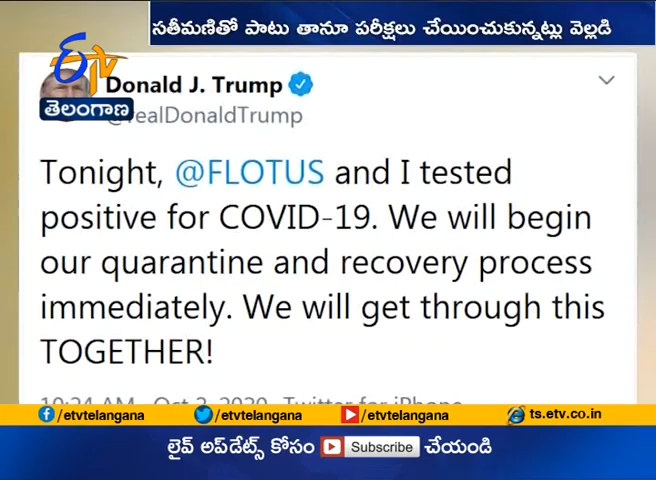 సతీమణితో పాటు తానూ పరీక్షలు చేయించుకున్నట్లు వెల్లడి
ETV
తెలంగాణ
Donald J. Trump
@realDonaldTrump
Tonight, @FLOTUS and I tested
positive for COVID-19. We will begin
our quarantine and recovery process
immediately. We will get through this
TOGETHER!
/etvtelangana /etvtelangana /etvtelangana ts.etv.co.in
లైవ్ అప్‌డేట్స్ కోసం Subscribe చేయండి